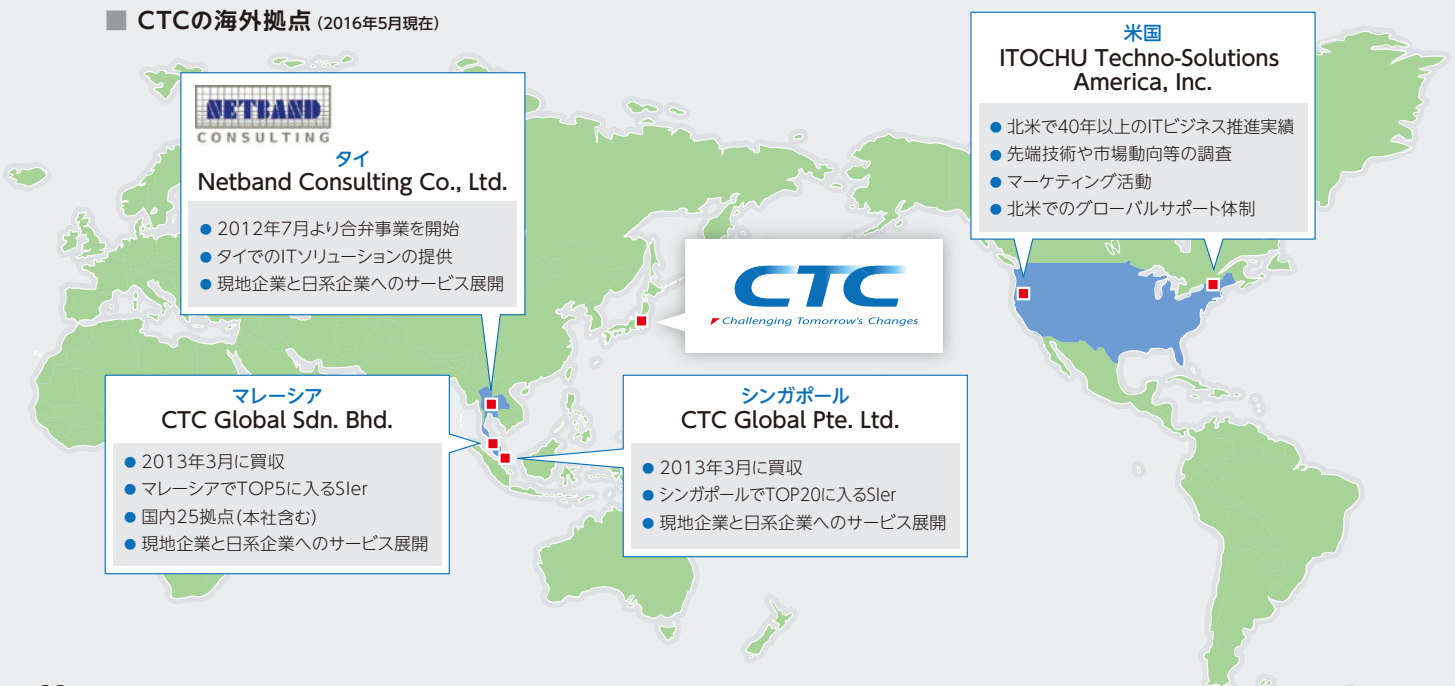 ■ CTCの海外拠点 (2016年5月現在)
NETBAND
CONSULTING
タイ
Netband Consulting Co., Ltd.
● 2012年7月より合弁事業を開始
● タイでのITソリューションの提供
● 現地企業と日系企業へのサービス展開
米国
ITOCHU Techno-Solutions
America, Inc.
● 北米で40年以上のITビジネス推進実績
● 先端技術や市場動向等の調査
● マーケティング活動
● 北米でのグローバルサポート体制
CTC
Challenging Tomorrow's Changes
マレーシア
CTC Global Sdn. Bhd.
● 2013年3月に買収
● マレーシアでTOP5に入るSIer
● 国内25拠点(本社含む)
● 現地企業と日系企業へのサービス展開
シンガポール
CTC Global Pte. Ltd.
● 2013年3月に買収
● シンガポールでTOP20に入るSIer
● 現地企業と日系企業へのサービス展開